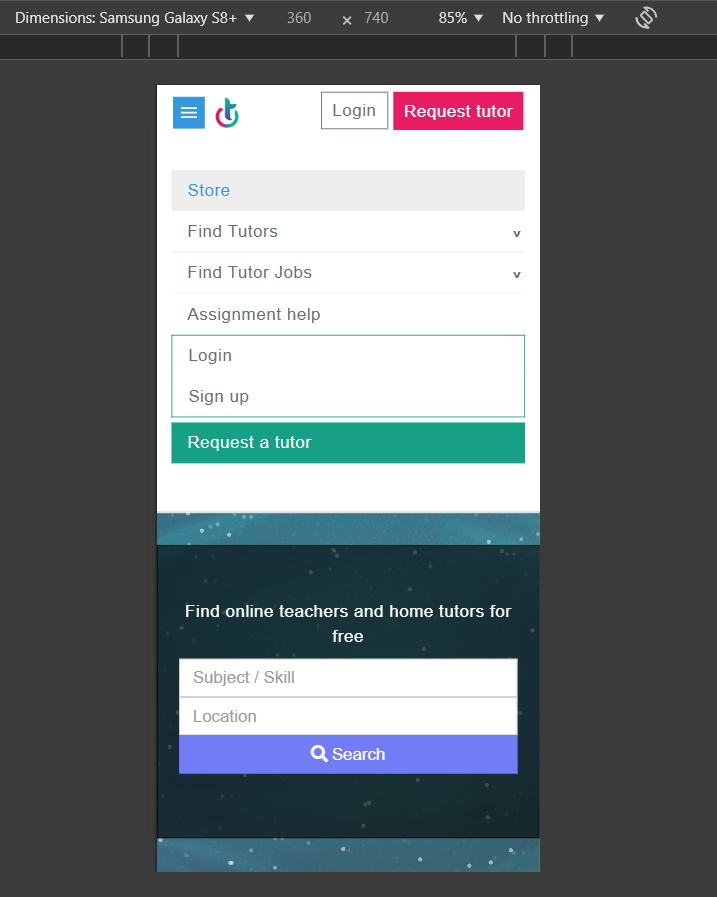 Dimensions: Samsung Galaxy S8+ ▼ 360 × 740 85% ▼ No throttling ▼
Login Request tutor
Store
Find Tutors v
Find Tutor Jobs v
Assignment help
Login
Sign up
Request a tutor
Find online teachers and home tutors for
free
Subject / Skill
Location
Search